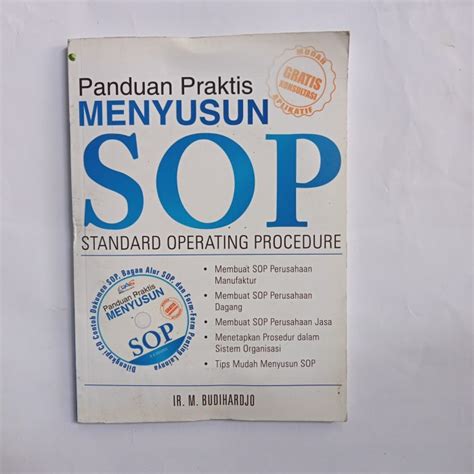 MUDAH
GRATIS
KONSULTASI
APLIKATIF
Panduan Praktis
MENYUSUN
SOP
STANDARD OPERATING PROCEDURE
Dilengkapi CD Contoh Dokumen SOP, Bagan Alur SOP, dan Form-Form Penting Lainnya
Panduan Praktis
MENYUSUN
SOP
• Membuat SOP Perusahaan
Manufaktur
• Membuat SOP Perusahaan
Dagang
• Membuat SOP Perusahaan Jasa
• Menetapkan Prosedur dalam
Sistem Organisasi
• Tips Mudah Menyusun SOP
IR. M. BUDIHARDJO